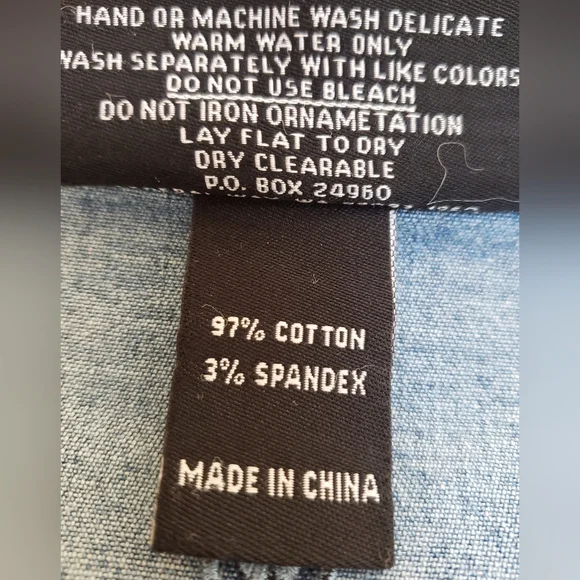 HAND OR MACHINE WASH DELICATE
WARM WATER ONLY
WASH SEPARATELY WITH LIKE COLORS
DO NOT USE BLEACH
DO NOT IRON ORNAMETATION
LAY FLAT TO DRY
DRY CLEARABLE
P.O. BOX 24960
97% COTTON
3% SPANDEX
MADE IN CHINA